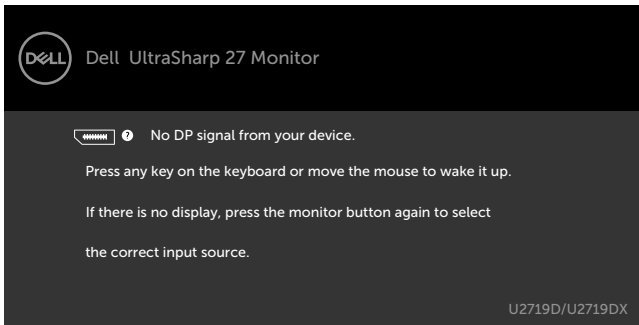 DELL Dell UltraSharp 27 Monitor
? No DP signal from your device.
Press any key on the keyboard or move the mouse to wake it up.
If there is no display, press the monitor button again to select
the correct input source.
U2719D/U2719DX